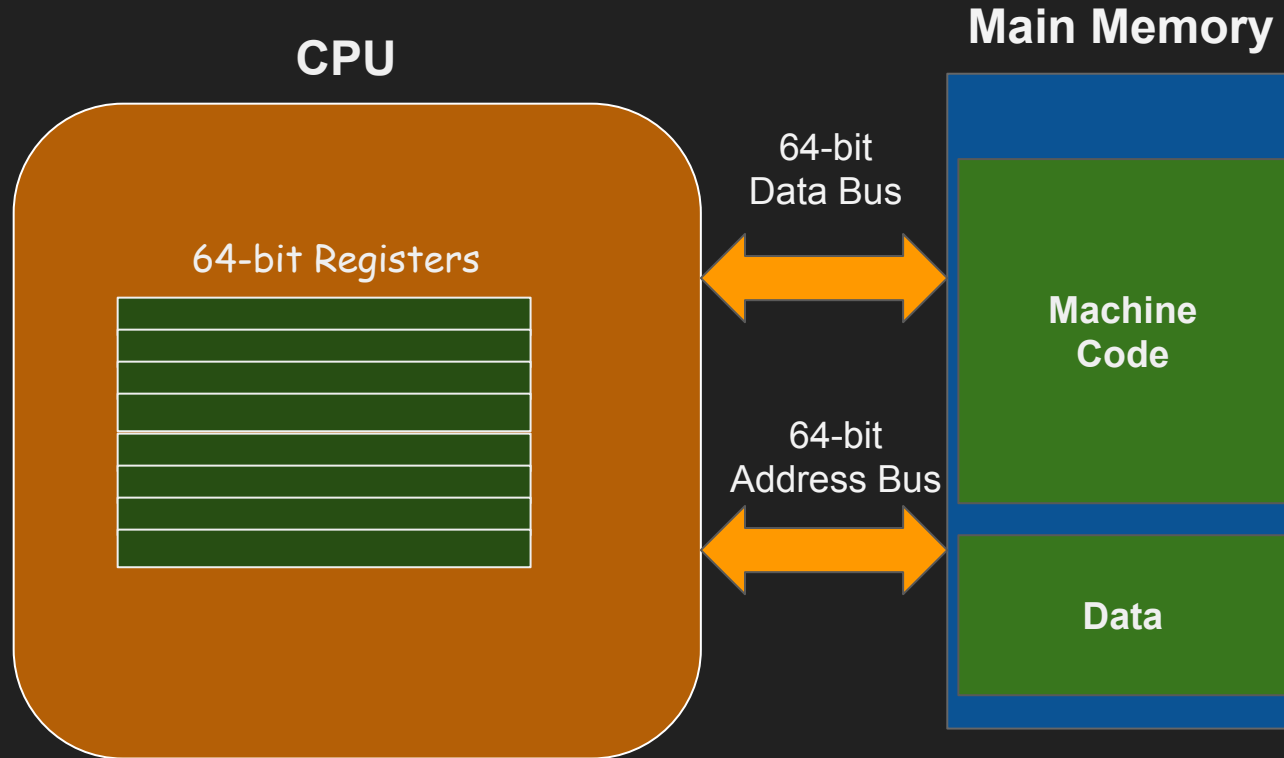 CPU
Main Memory
64-bit
Data Bus
64-bit Registers
Machine
Code
64-bit
Address Bus
Data